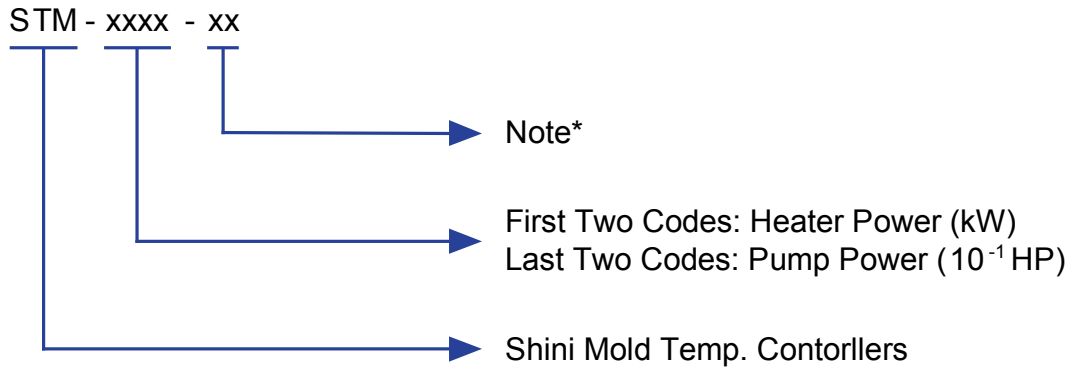 STM - xxxx - xx
Note*
First Two Codes: Heater Power (kW)
Last Two Codes: Pump Power (10⁻¹ HP)
Shini Mold Temp. Contorllers